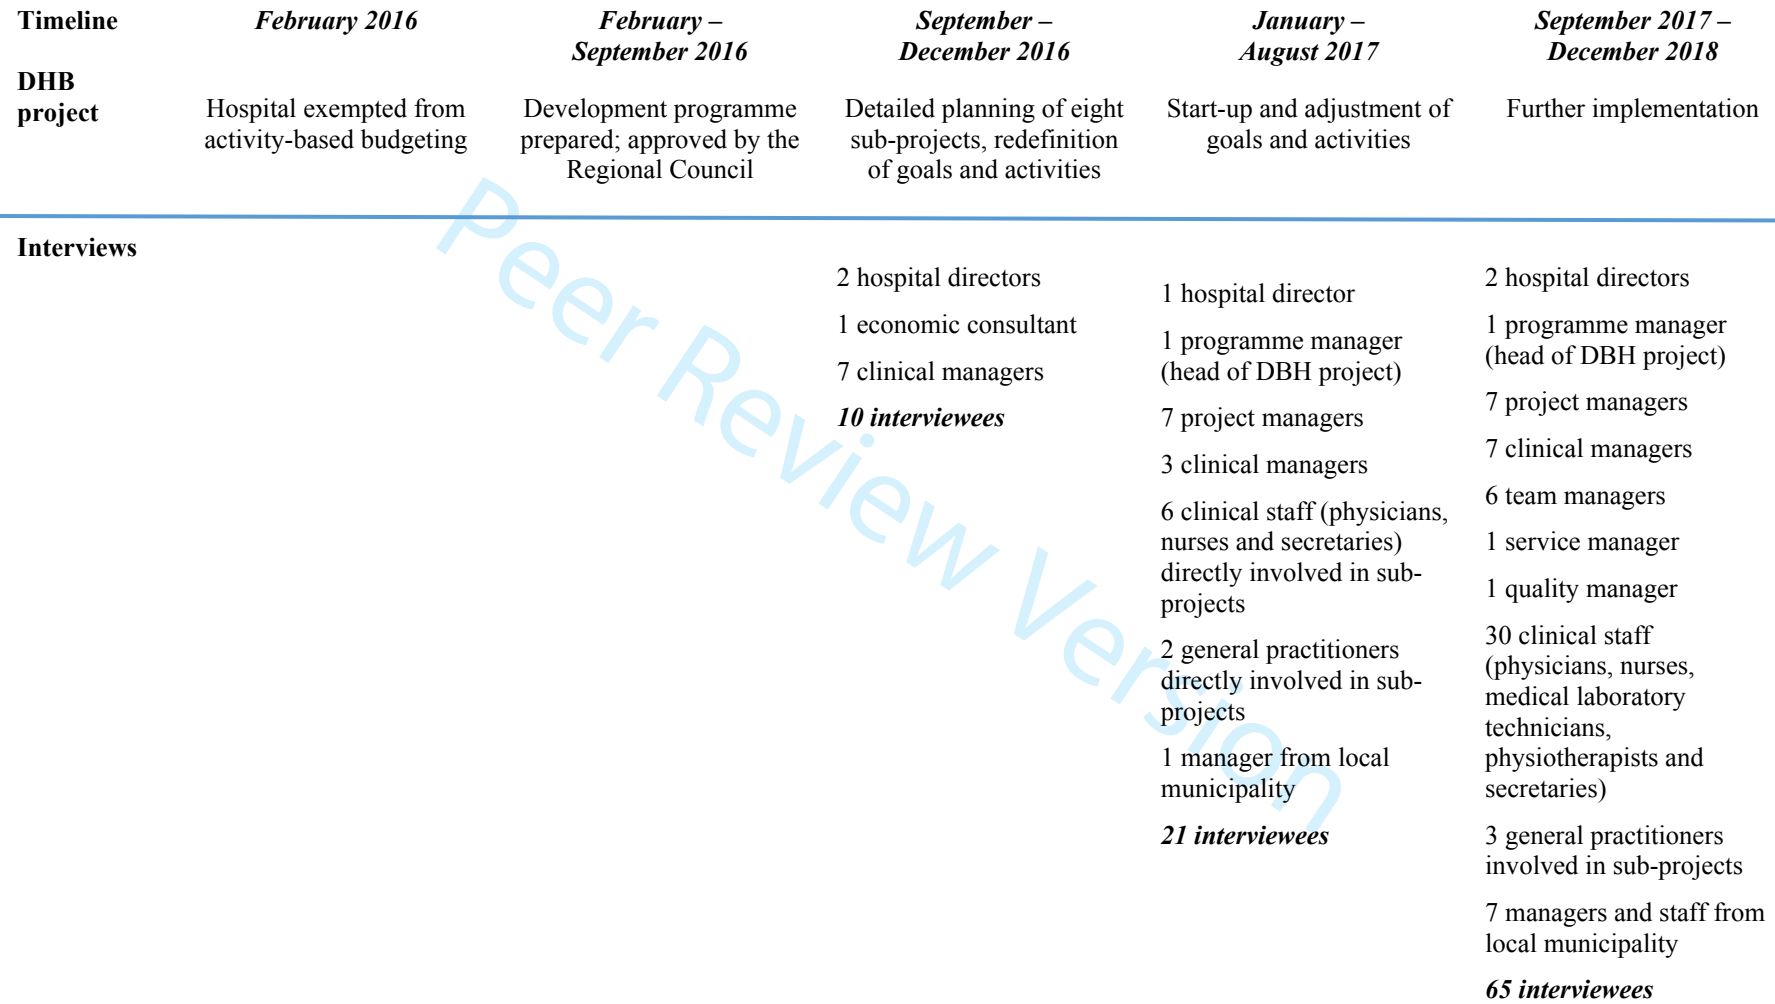 Timeline
DHB
project
February 2016
Hospital exempted from
activity-based budgeting
February –
September 2016
Development programme
prepared; approved by the
Regional Council
September –
December 2016
Detailed planning of eight
sub-projects, redefinition
of goals and activities
January –
August 2017
Start-up and adjustment of
goals and activities
September 2017 –
December 2018
Further implementation
Interviews
2 hospital directors
1 economic consultant
7 clinical managers
10 interviewees
1 hospital director
1 programme manager
(head of DBH project)
7 project managers
3 clinical managers
6 clinical staff (physicians,
nurses and secretaries)
directly involved in sub-
projects
2 general practitioners
directly involved in sub-
projects
1 manager from local
municipality
21 interviewees
2 hospital directors
1 programme manager
(head of DBH project)
7 project managers
7 clinical managers
6 team managers
1 service manager
1 quality manager
30 clinical staff
(physicians, nurses,
medical laboratory
technicians,
physiotherapists and
secretaries)
3 general practitioners
involved in sub-projects
7 managers and staff from
local municipality
65 interviewees
Peer Review Version